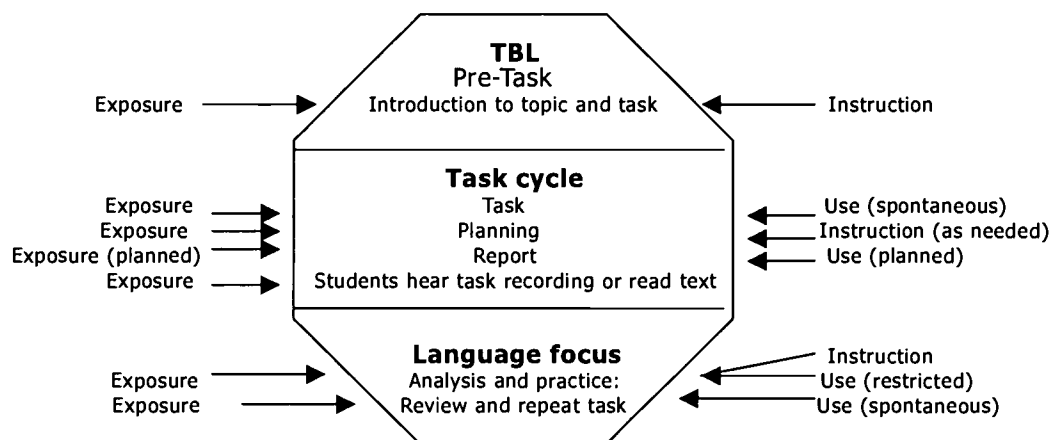 TBL
Pre-Task
Exposure Introduction to topic and task Instruction
Task cycle
Exposure Task Use (spontaneous)
Exposure Planning Instruction (as needed)
Exposure (planned) Report Use (planned)
Exposure Students hear task recording or read text
Language focus Instruction
Exposure Analysis and practice: Use (restricted)
Exposure Review and repeat task Use (spontaneous)